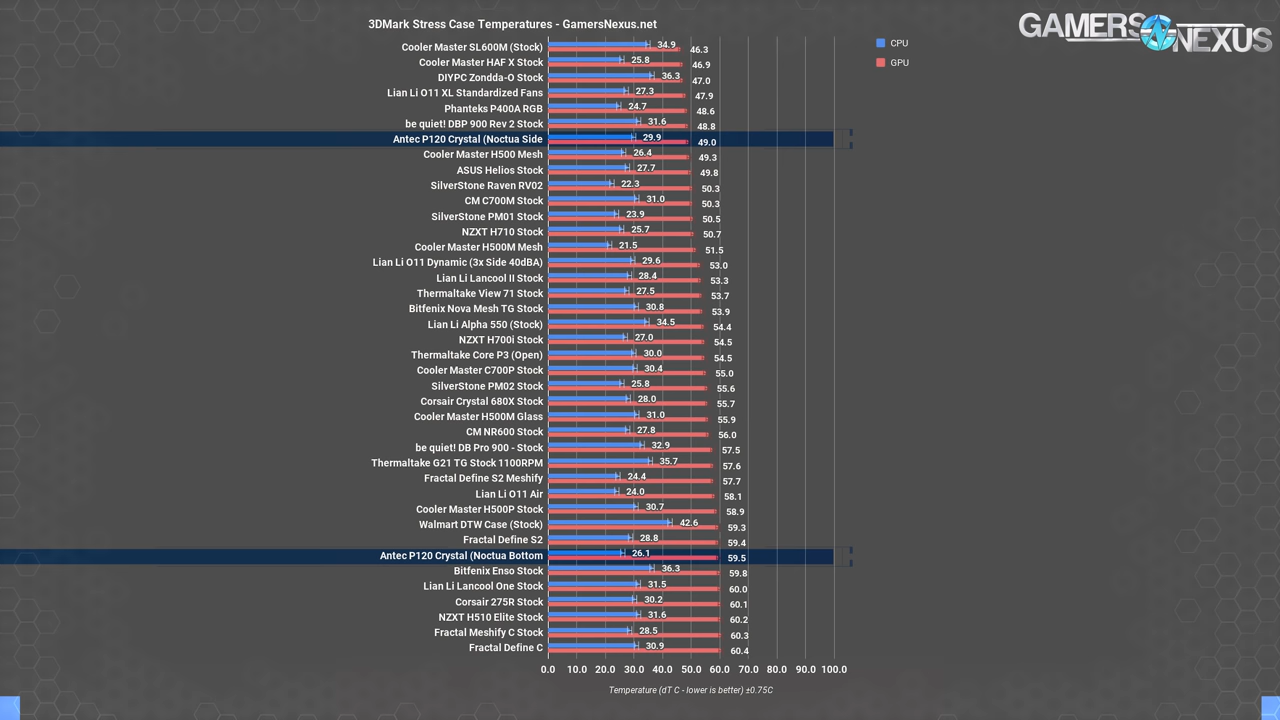 3DMark Stress Case Temperatures - GamersNexus.net
GAMERS NEXUS
CPU
GPU
Cooler Master SL600M (Stock) 34.9 46.3
Cooler Master HAF X Stock 25.8 46.9
DIYPC Zondda-O Stock 36.3 47.0
Lian Li O11 XL Standardized Fans 27.3 47.9
Phanteks P400A RGB 24.7 48.6
be quiet! DBP 900 Rev 2 Stock 31.6 48.8
Antec P120 Crystal (Noctua Side 29.9 49.0
Cooler Master H500 Mesh 26.4 49.3
ASUS Helios Stock 27.7 49.8
SilverStone Raven RV02 22.3 50.3
CM C700M Stock 31.0 50.3
SilverStone PM01 Stock 23.9 50.5
NZXT H710 Stock 25.7 50.7
Cooler Master H500M Mesh 21.5 51.5
Lian Li O11 Dynamic (3x Side 40dBA) 29.6 53.0
Lian Li Lancool II Stock 28.4 53.3
Thermaltake View 71 Stock 27.5 53.7
Bitfenix Nova Mesh TG Stock 30.8 53.9
Lian Li Alpha 550 (Stock) 34.5 54.4
NZXT H700i Stock 27.0 54.5
Thermaltake Core P3 (Open) 30.0 54.5
Cooler Master C700P Stock 30.4 55.0
SilverStone PM02 Stock 25.8 55.6
Corsair Crystal 680X Stock 28.0 55.7
Cooler Master H500M Glass 31.0 55.9
CM NR600 Stock 27.8 56.0
be quiet! DB Pro 900 - Stock 32.9 57.5
Thermaltake G21 TG Stock 1100RPM 35.7 57.6
Fractal Define S2 Meshify 24.4 57.7
Lian Li O11 Air 24.0 58.1
Cooler Master H500P Stock 30.7 58.9
Walmart DTW Case (Stock) 42.6 59.3
Fractal Define S2 28.8 59.4
Antec P120 Crystal (Noctua Bottom 26.1 59.5
Bitfenix Enso Stock 36.3 59.8
Lian Li Lancool One Stock 31.5 60.0
Corsair 275R Stock 30.2 60.1
NZXT H510 Elite Stock 31.6 60.2
Fractal Meshify C Stock 28.5 60.3
Fractal Define C 30.9 60.4
0.0 10.0 20.0 30.0 40.0 50.0 60.0 70.0 80.0 90.0 100.0
Temperature (dT C - lower is better) ±0.75C